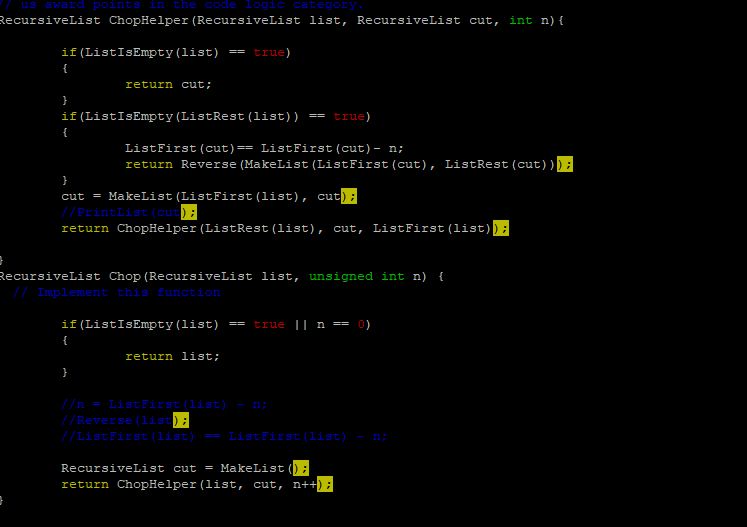 // us award points in the code logic category.
RecursiveList ChopHelper(RecursiveList list, RecursiveList cut, int n){
if(ListIsEmpty(list) == true)
{
return cut;
}
if(ListIsEmpty(ListRest(list)) == true)
{
ListFirst(cut)== ListFirst(cut)- n;
return Reverse(MakeList(ListFirst(cut), ListRest(cut)));
}
cut = MakeList(ListFirst(list), cut);
//PrintList(cut);
return ChopHelper(ListRest(list), cut, ListFirst(list));
}
RecursiveList Chop(RecursiveList list, unsigned int n) {
// Implement this function
if(ListIsEmpty(list) == true || n == 0)
{
return list;
}
//n = ListFirst(list) - n;
//Reverse(list);
//ListFirst(list) == ListFirst(list) - n;
RecursiveList cut = MakeList();
return ChopHelper(list, cut, n++);
}